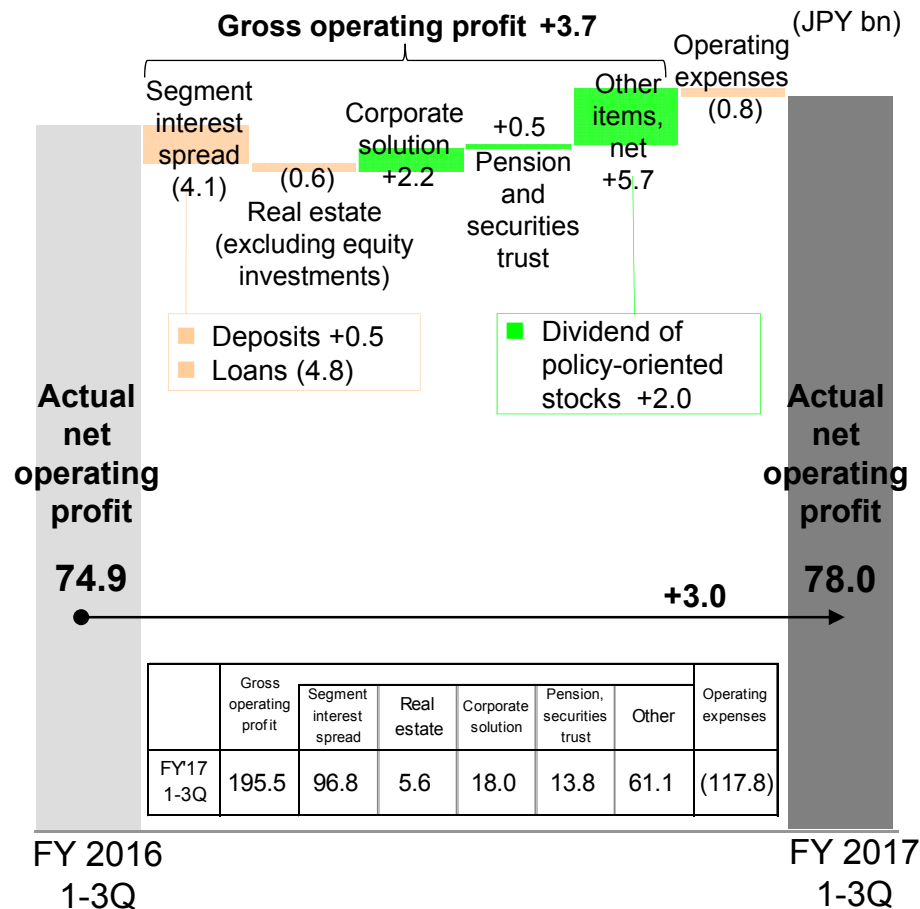 Gross operating profit +3.7
(JPY bn)
Operating
expenses
(0.8)
Segment
interest
spread
(4.1)
(0.6)
Real estate
(excluding equity
investments)
Corporate
solution
+2.2
+0.5
Pension
and
securities
trust
Other
items,
net
+5.7
Deposits +0.5
Loans (4.8)
Dividend of
policy-oriented
stocks +2.0
Actual
net
operating
profit
74.9
Actual
net
operating
profit
78.0
+3.0
Gross
operating
profit
Segment
interest
spread
Real
estate
Corporate
solution
Pension,
securities
trust
Other
Operating
expenses
FY'17
1-3Q
195.5 96.8 5.6 18.0 13.8 61.1 (117.8)
FY 2016
1-3Q
FY 2017
1-3Q